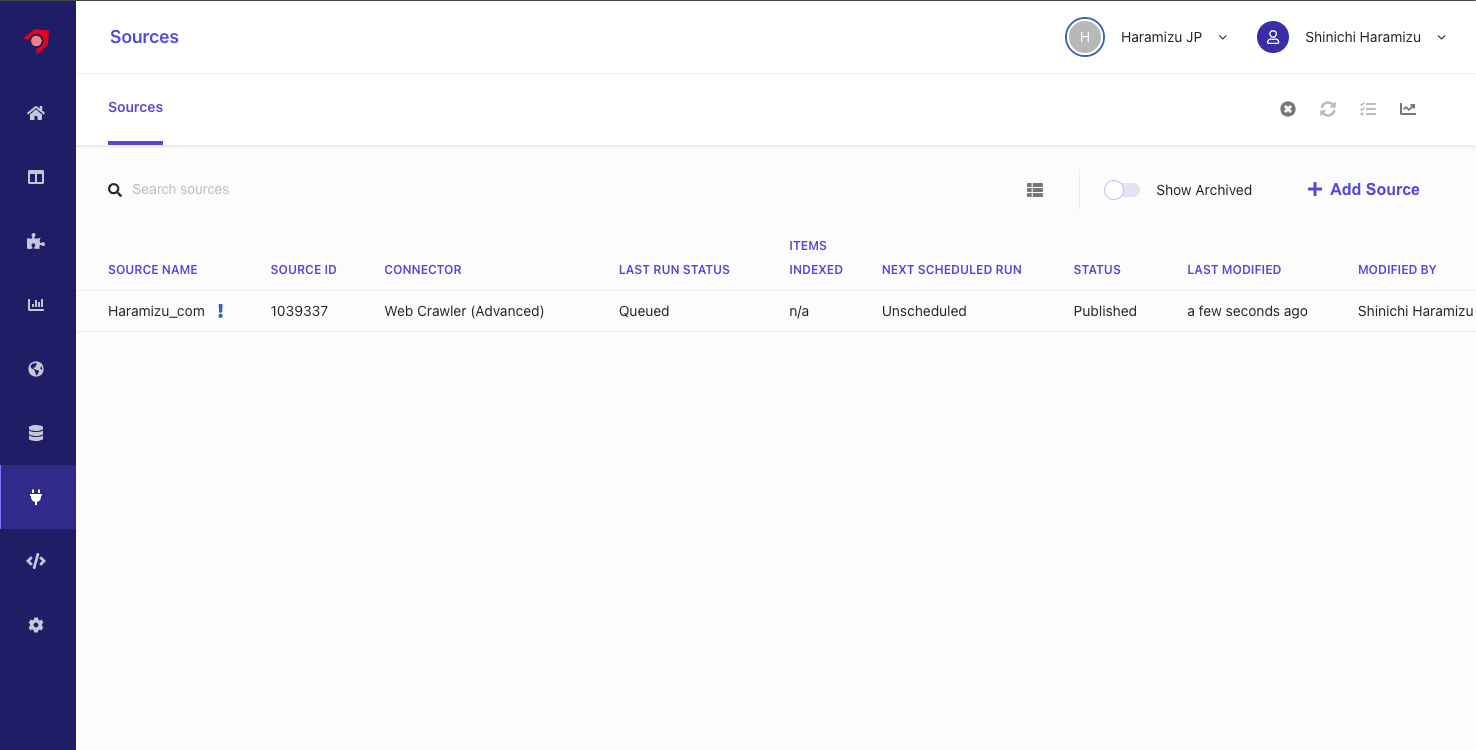 Sources
H
Haramizu JP
Shinichi Haramizu
Sources
Search sources
Show Archived
Add Source
SOURCE NAME SOURCE ID CONNECTOR LAST RUN STATUS ITEMS INDEXED NEXT SCHEDULED RUN STATUS LAST MODIFIED MODIFIED BY
Haramizu_com 1039337 Web Crawler (Advanced) Queued n/a Unscheduled Published a few seconds ago Shinichi Haramizu